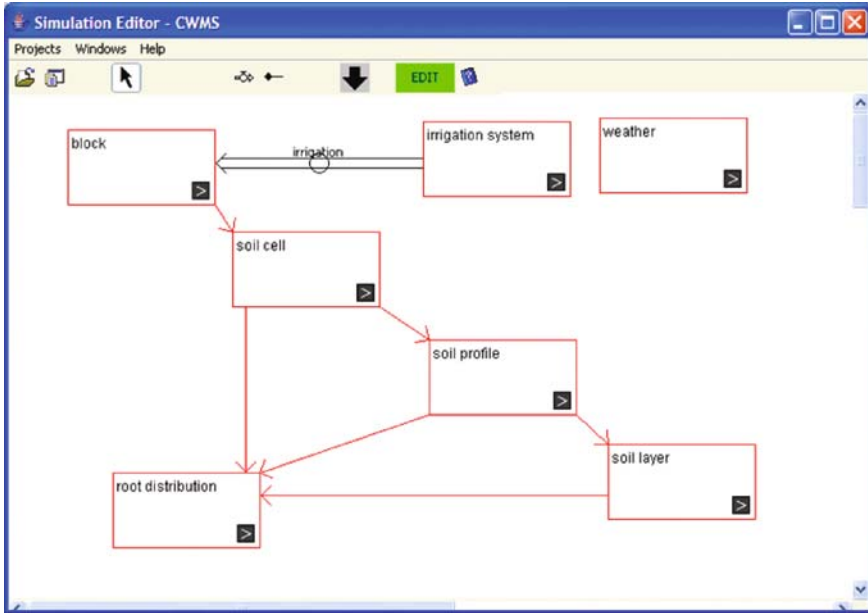 Simulation Editor - CWMS
Projects Windows Help
EDIT
block
irrigation
irrigation system
weather
soil cell
soil profile
soil layer
root distribution